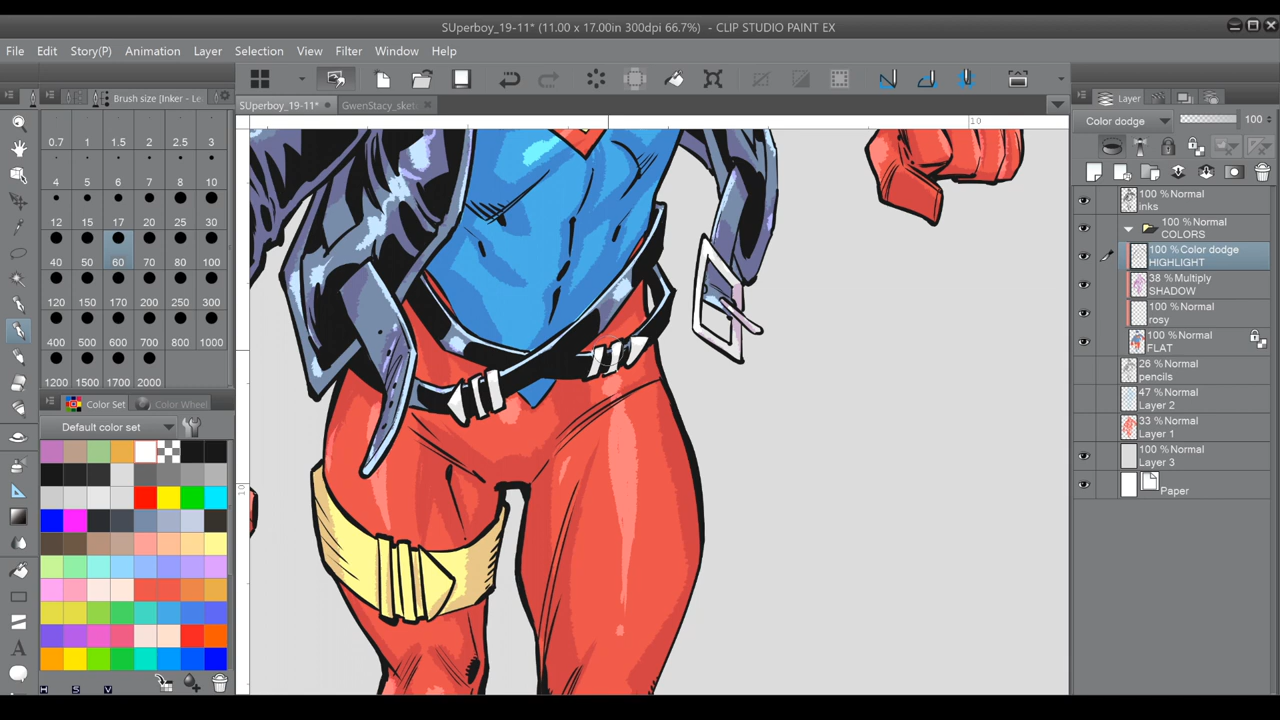 SUperboy_19-11* (11.00 x 17.00in 300dpi 66.7%) - CLIP STUDIO PAINT EX
File Edit Story(P) Animation Layer Selection View Filter Window Help
Brush size [Inker - Le
SUperboy_19-11*
GwenStacy_sket
Layer
10
Color dodge 100
0.7 1 1.5 2 2.5 3
4 5 6 7 8 10
12 15 17 20 25 30
40 50 60 70 80 100
120 150 170 200 250 300
400 600 700 800 1000
1200 1500 1700 2000
100 %Normal
inks
100 %Normal
COLORS
100 %Color dodge
HIGHLIGHT
38 %Multiply
SHADOW
100 %Normal
rosy
100 %Normal
FLAT
26 %Normal
pencils
47 %Normal
Layer 2
33 %Normal
Layer 1
100 %Normal
Layer 3
Paper
Color Set Color Wheel
Default color set
10
H S V